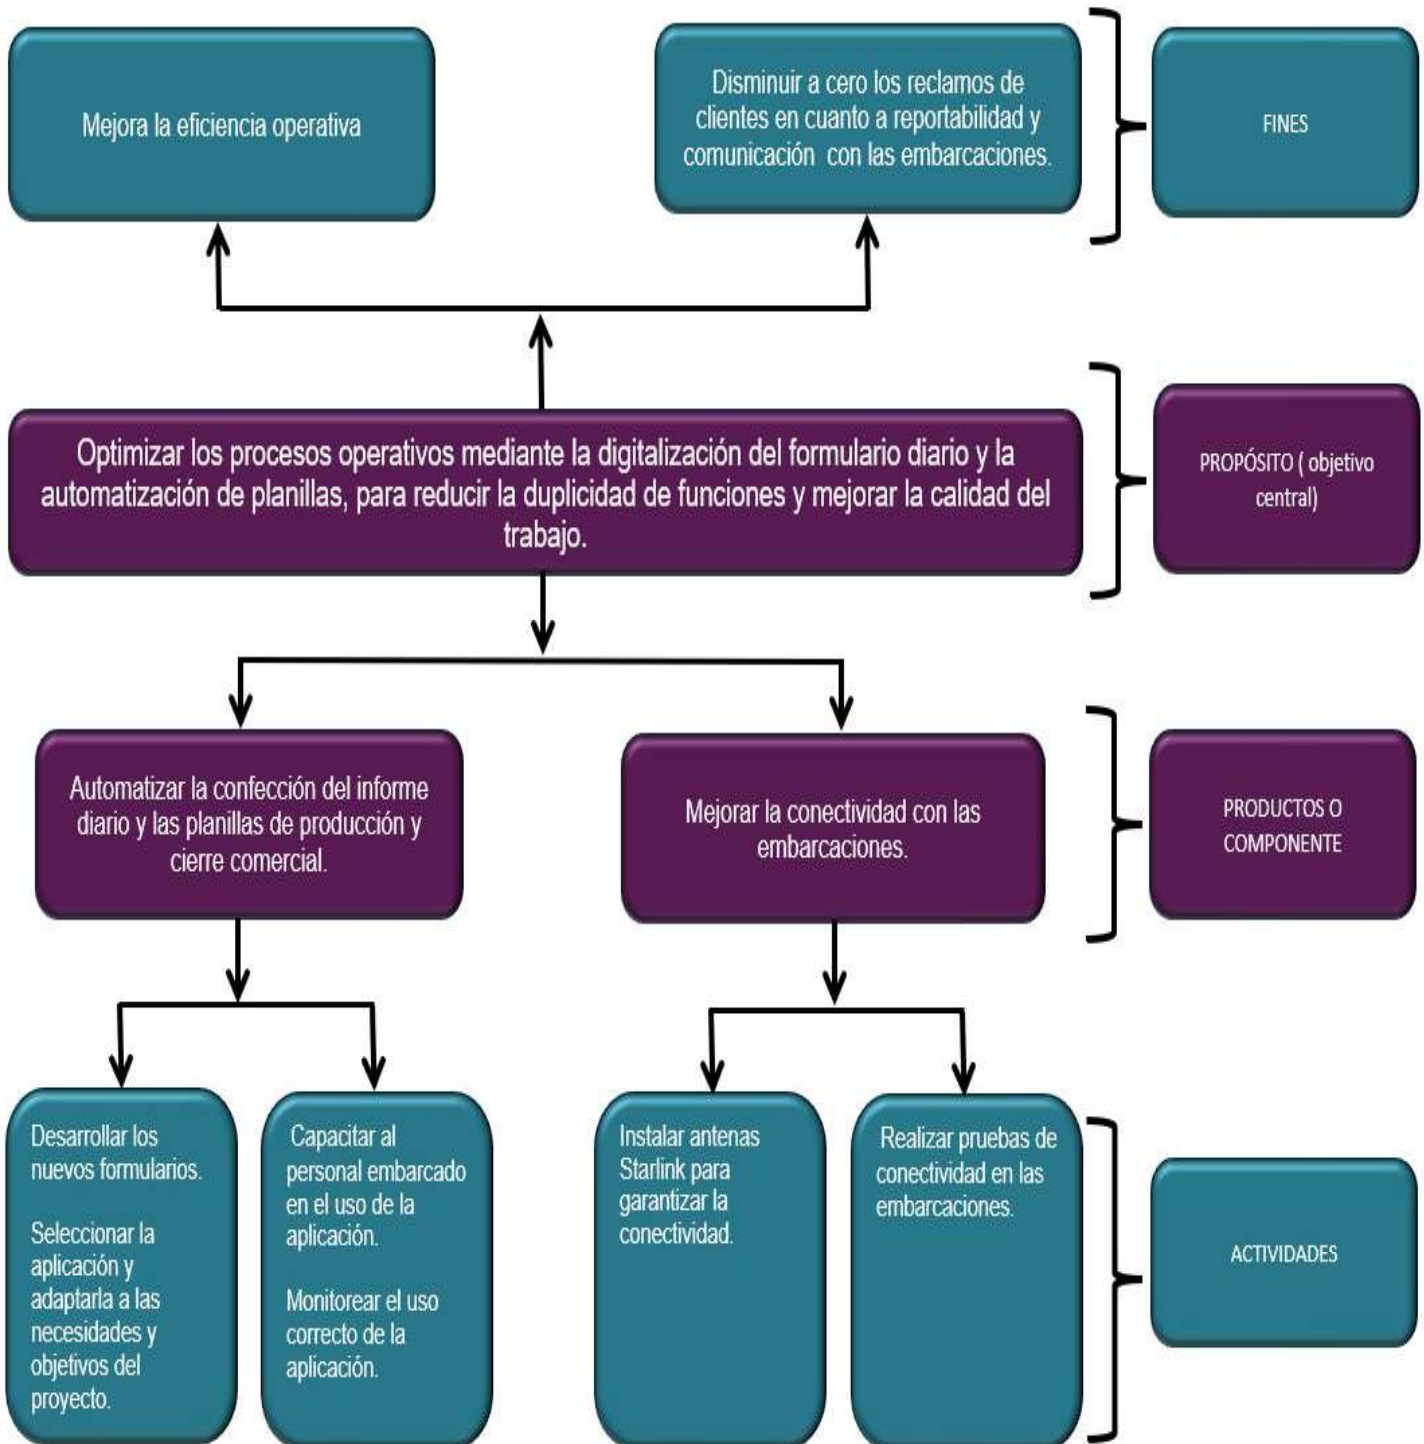 Mejora la eficiencia operativa
Disminuir a cero los reclamos de
clientes en cuanto a reportabilidad y
comunicación con las embarcaciones.
FINES
Optimizar los procesos operativos mediante la digitalización del formulario diario y la
automatización de planillas, para reducir la duplicidad de funciones y mejorar la calidad del
trabajo.
PROPÓSITO ( objetivo
central)
Automatizar la confección del informe
diario y las planillas de producción y
cierre comercial.
Mejorar la conectividad con las
embarcaciones.
PRODUCTOS O
COMPONENTE
Desarrollar los
nuevos formularios.
Seleccionar la
aplicación y
adaptarla a las
necesidades y
objetivos del
proyecto.
Capacitar al
personal embarcado
en el uso de la
aplicación.
Monitorear el uso
correcto de la
aplicación.
Instalar antenas
Starlink para
garantizar la
conectividad.
Realizar pruebas de
conectividad en las
embarcaciones.
ACTIVIDADES